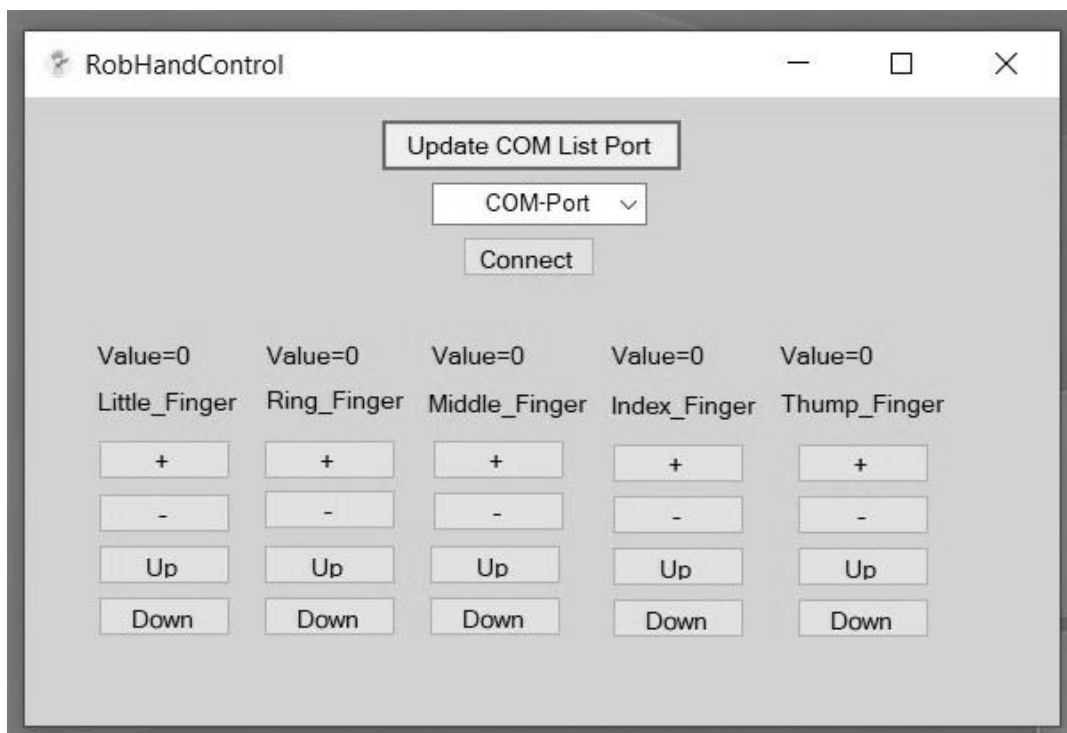 RobHandControl
Update COM List Port
COM-Port
Connect
Value=0 Value=0 Value=0 Value=0 Value=0
Little_Finger Ring_Finger Middle_Finger Index_Finger Thump_Finger
+ + + + +
- - - - -
Up Up Up Up Up
Down Down Down Down Down